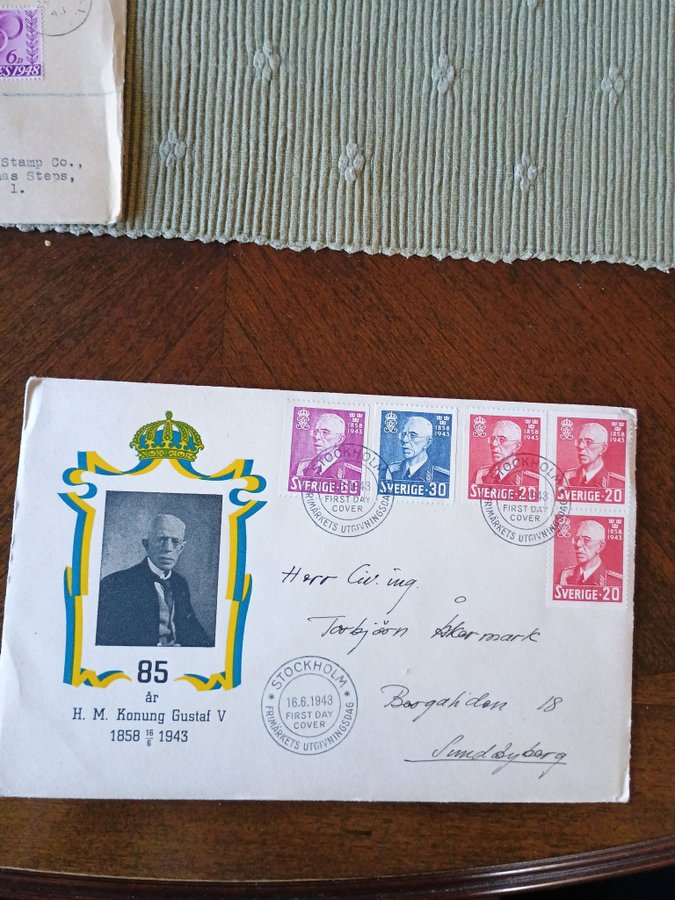 6D
ES 1948
Stamp Co.,
as Steps,
1.
1858
1943
SVERIGE 60
1858
1943
SVERIGE 30
1858
1943
SVERIGE 20
1858
1943
SVERIGE 20
1858
1943
SVERIGE 20
STOCKHOLM
FIRST DAY
COVER
FRIMÄRKETS UTGIVNINGSDAG
STOCKHOLM
1943
FIRST DAY
COVER
FRIMÄRKETS UTGIVNINGSDAG
Herr Civ.ing.
Torbjörn Åkermark
18
Sundbyberg
STOCKHOLM
16.6.1943
FIRST DAY
COVER
FRIMÄRKETS UTGIVNINGSDAG
85
år
H. M. Konung Gustaf V
1858 16/6 1943